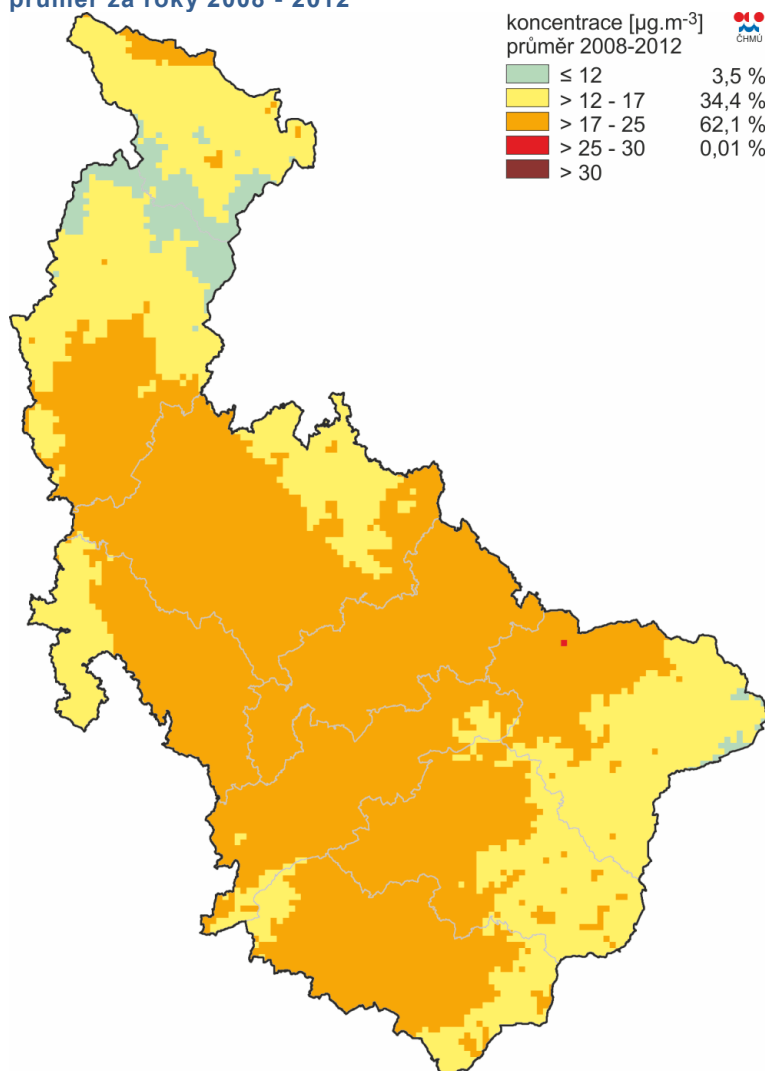 průměr za roky 2008 - 2012
koncentrace [µg.m-3]
průměr 2008-2012
ČHMÚ
≤ 12 3,5 %
> 12 - 17 34,4 %
> 17 - 25 62,1 %
> 25 - 30 0,01 %
> 30